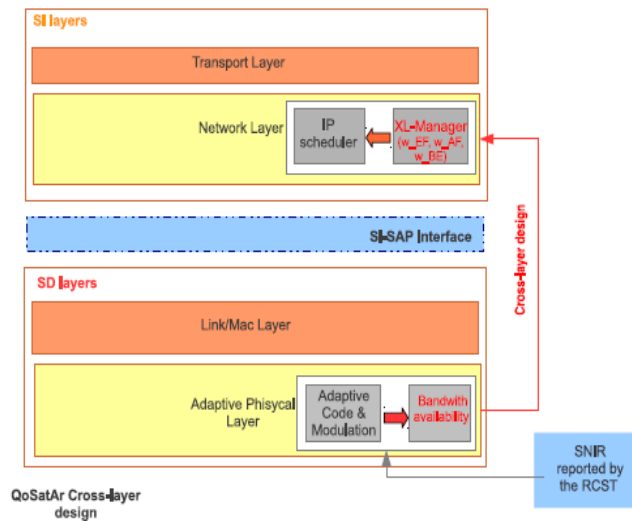 SI layers
Transport Layer
Network Layer
IP
scheduler
XL-Manager
(w_EF, w_AF,
w_BE)
SI-SAP Interface
Cross-layer design
SD layers
Link/Mac Layer
Adaptive Phisycal
Layer
Adaptive
Code &
Modulation
Bandwith
availability
SNIR
reported by
the RCST
QoSatAr Cross-layer
design